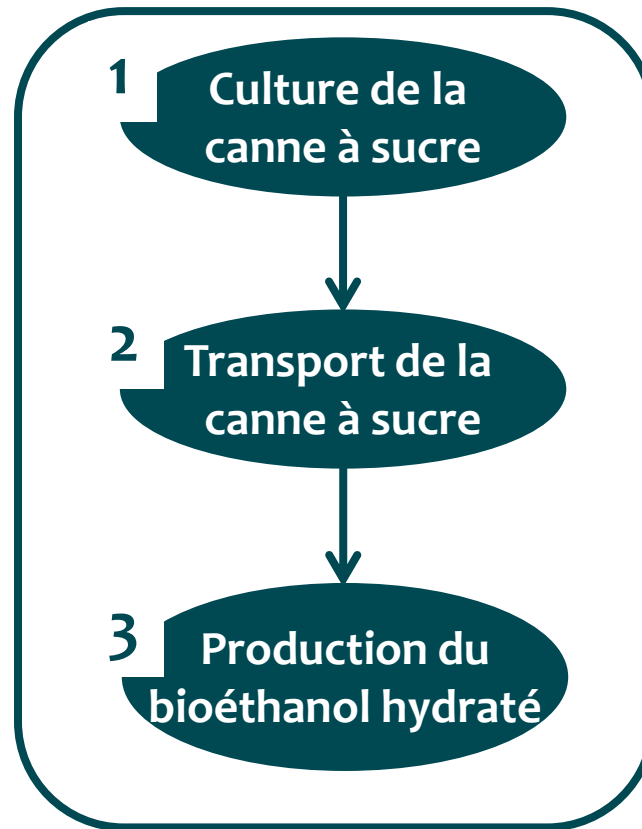 1
Culture de la
canne à sucre
2
Transport de la
canne à sucre
3
Production du
bioéthanol hydraté